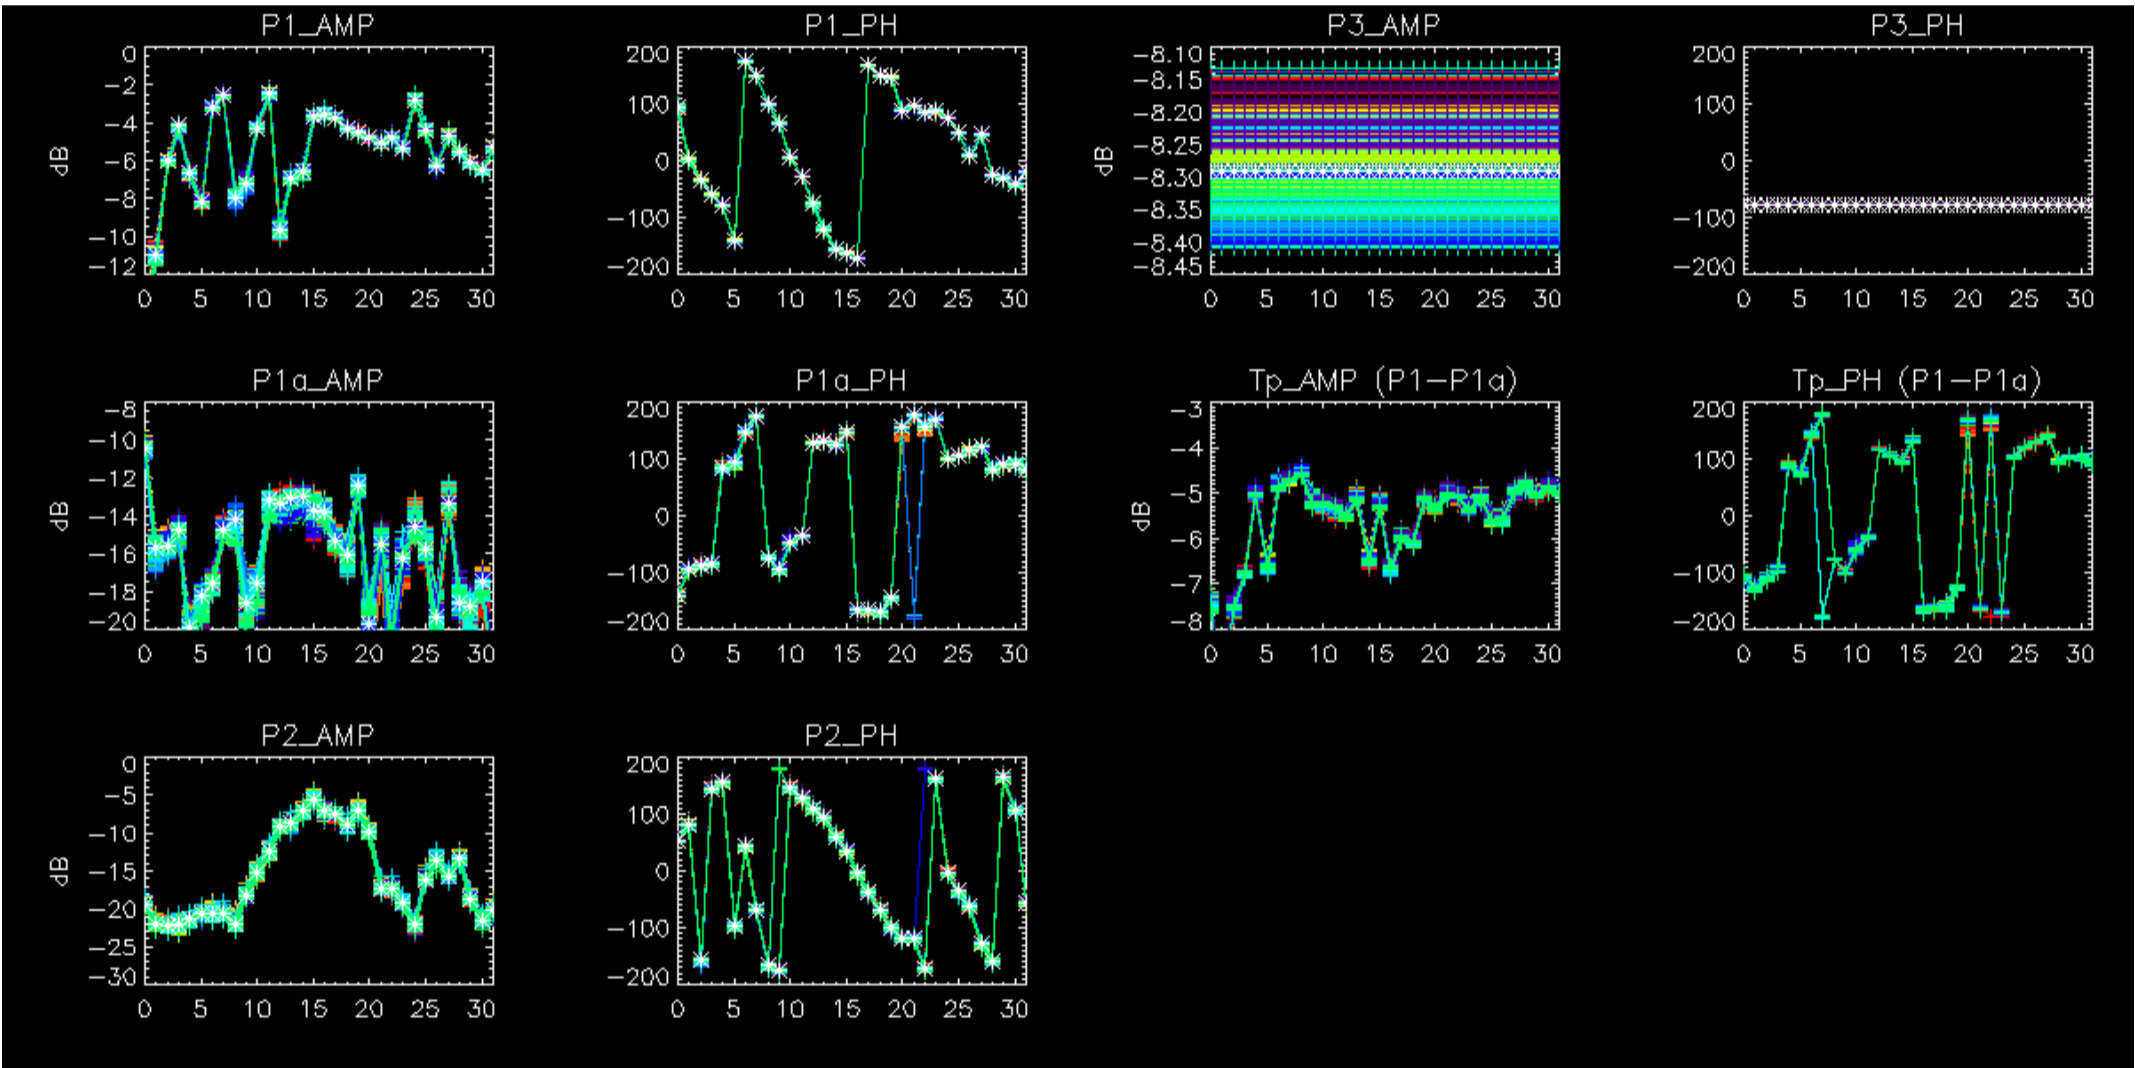 P1_AMP
0
-2
-4
-6
-8
-10
-12
dB
0 5 10 15 20 25 30
P1_PH
200
100
0
-100
-200
0 5 10 15 20 25 30
P3_AMP
-8.10
-8.15
-8.20
-8.25
-8.30
-8.35
-8.40
-8.45
dB
0 5 10 15 20 25 30
P3_PH
200
100
0
-100
-200
0 5 10 15 20 25 30
P1a_AMP
-8
-10
-12
-14
-16
-18
-20
dB
0 5 10 15 20 25 30
P1a_PH
200
100
0
-100
-200
0 5 10 15 20 25 30
Tp_AMP (P1-P1a)
-3
-4
-5
-6
-7
-8
dB
0 5 10 15 20 25 30
Tp_PH (P1-P1a)
200
100
0
-100
-200
0 5 10 15 20 25 30
P2_AMP
0
-5
-10
-15
-20
-25
-30
dB
0 5 10 15 20 25 30
P2_PH
200
100
0
-100
-200
0 5 10 15 20 25 30